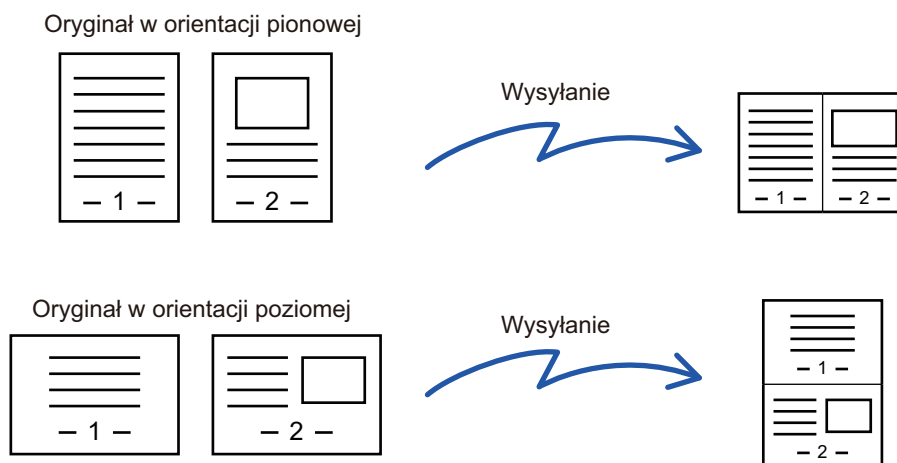 Oryginał w orientacji pionowej
Wysyłanie
– 1 –
– 2 –
– 1 –
– 2 –
Oryginał w orientacji poziomej
Wysyłanie
– 1 –
– 2 –
– 1 –
– 2 –